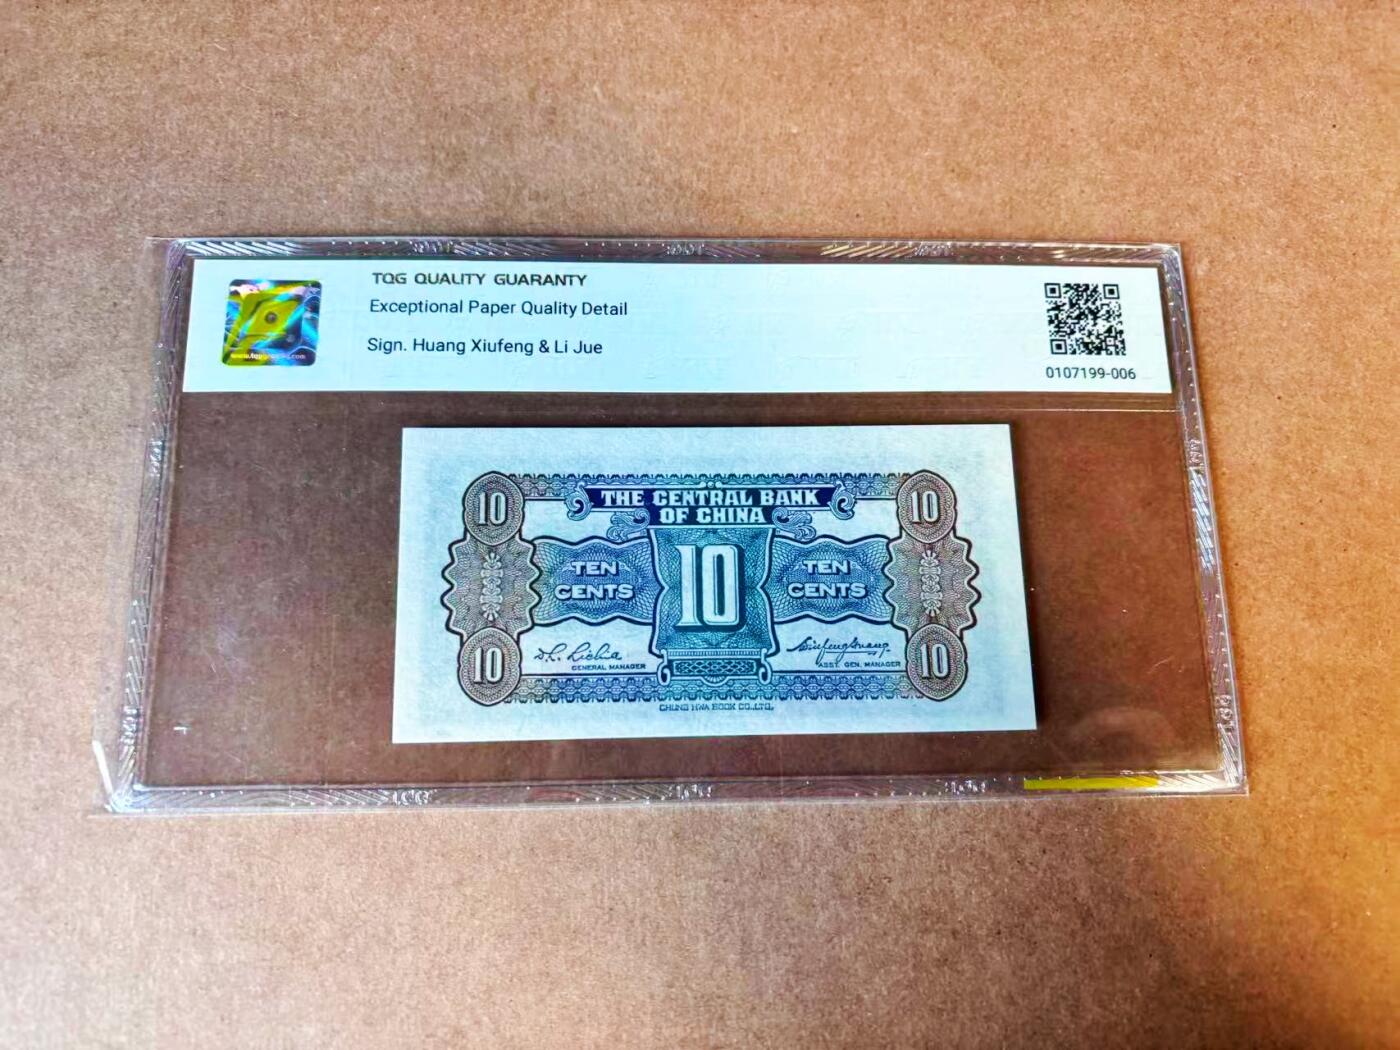 TQG QUALITY GUARANTY
Exceptional Paper Quality Detail
Sign. Huang Xiufeng & Li Jue
0107199-006
10
THE CENTRAL BANK
OF CHINA
10
TEN
CENTS
10
TEN
CENTS
10
GENERAL MANAGER
ASST. GEN. MANAGER
10
CHUNG HWA BOOK CO., LTD.